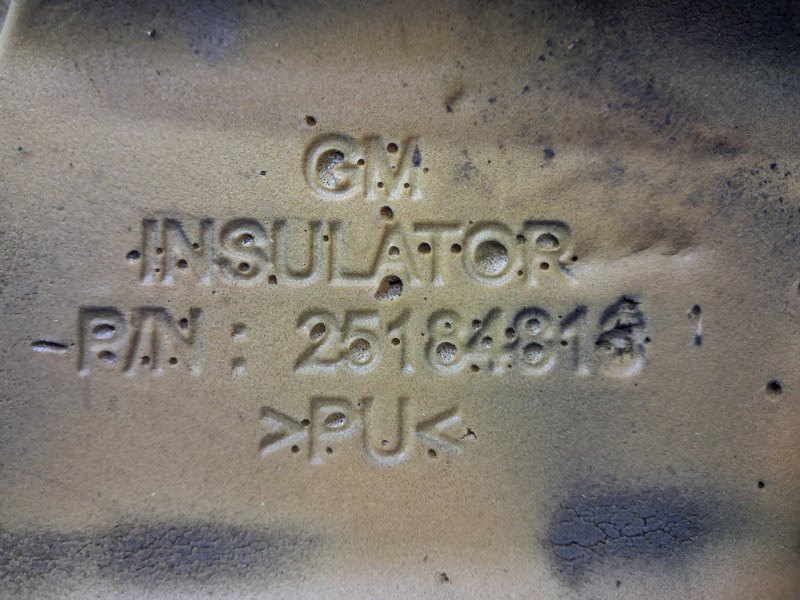 GM
INSULATOR
P/N :
>PU<